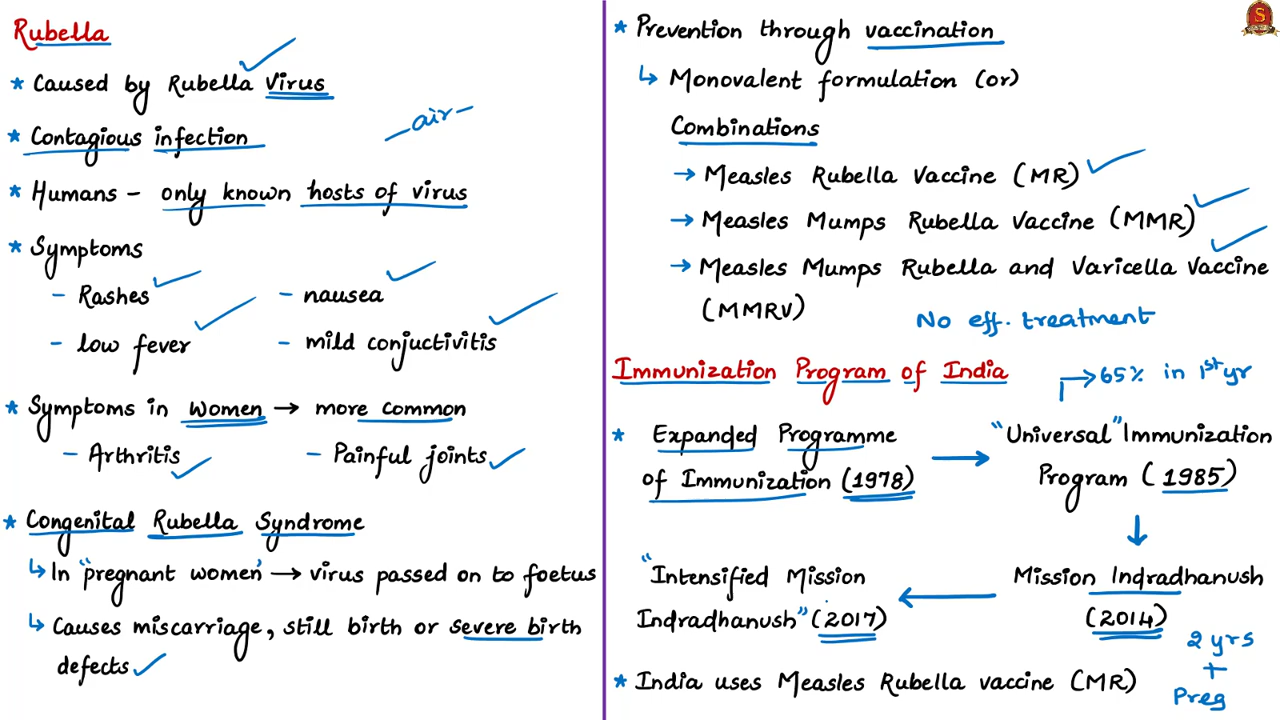 Rubella
* Caused by Rubella Virus
* Contagious infection
-air-
* Humans - only known hosts of virus
* Symptoms
- Rashes - nausea
- low fever - mild conjuctivitis
* Symptoms in Women → more common
- Arthritis - Painful joints
* Congenital Rubella Syndrome
↳ In "pregnant women" → virus passed on to foetus
↳ Causes miscarriage, still birth or severe birth
defects
* Prevention through vaccination
↳ Monovalent formulation (or)
Combinations
→ Measles Rubella Vaccine (MR)
→ Measles Mumps Rubella Vaccine (MMR)
→ Measles Mumps Rubella and Varicella Vaccine
(MMRV)
No eff. treatment
Immunization Program of India
→ 65% in 1st yr
* Expanded Programme
of Immunization (1978)
→ "Universal" Immunization
Program (1985)
↓
Mission Indradhanush
(2014)
2 yrs
+
Preg
← "Intensified Mission
Indradhanush" (2017)
* India uses Measles Rubella vaccine (MR)
S